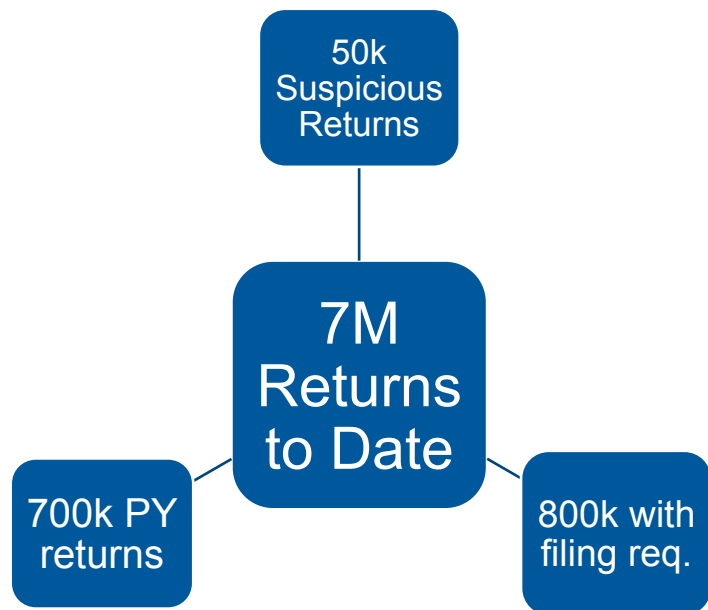 50k
Suspicious
Returns
7M
Returns
to Date
700k PY
returns
800k with
filing req.